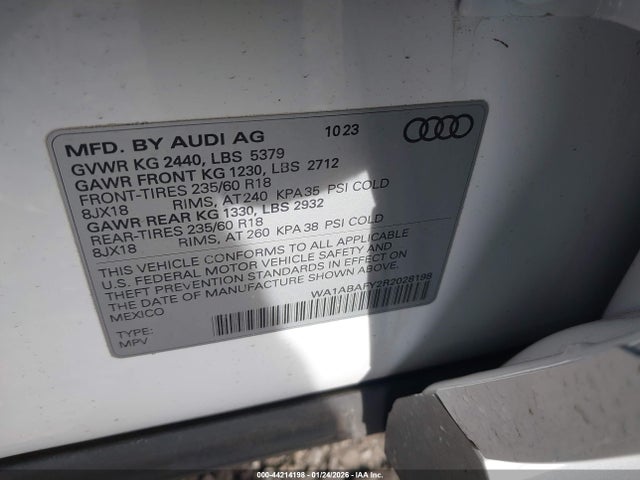 MFD. BY AUDI AG 10 23
GVWR KG 2440, LBS 5379
GAWR FRONT KG 1230, LBS 2712
FRONT-TIRES 235/60 R18
8JX18 RIMS, AT 240 KPA 35 PSI COLD
GAWR REAR KG 1330, LBS 2932
REAR-TIRES 235/60 R18
8JX18 RIMS, AT 260 KPA 38 PSI COLD
THIS VEHICLE CONFORMS TO ALL APPLICABLE
U.S. FEDERAL MOTOR VEHICLE SAFETY AND
THEFT PREVENTION STANDARDS IN EFFECT ON
THE DATE OF MANUFACTURE SHOWN ABOVE.
MEXICO
WA1ABAFY2R2028198
TYPE:
MPV
000-44214198 - 01/24/2026 - COPYRIGHT IAA, LLC